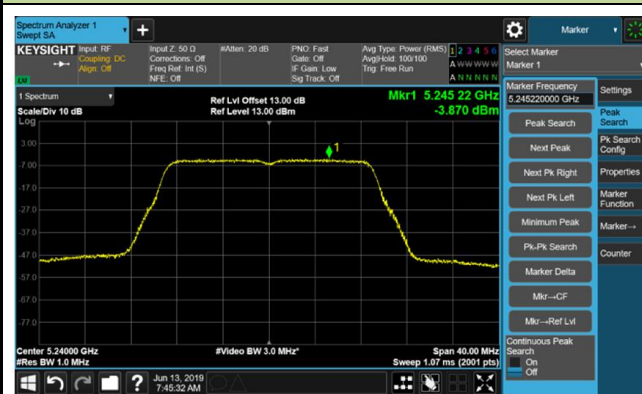 Spectrum Analyzer 1
Swept SA
Marker
KEYSIGHT
Input: RF
Coupling: DC
Align: Off
Input Z: 50 Ω
Corrections: Off
Freq Ref: Int (S)
NFE: Off
#Atten: 20 dB
PNO: Fast
Gate: Off
IF Gain: Low
Sig Track: Off
Avg Type: Power (RMS)
Avg|Hold: 100/100
Trig: Free Run
1 2 3 4 5 6
A W W W W W
A N N N N N
Select Marker
Marker 1
1 Spectrum
Scale/Div 10 dB
Log
Ref Lvl Offset 13.00 dB
Ref Level 13.00 dBm
Mkr1 5.245 22 GHz
-3.870 dBm
3.00
-7.00
-17.0
-27.0
-37.0
-47.0
-57.0
-67.0
-77.0
1
Center 5.24000 GHz
#Res BW 1.0 MHz
#Video BW 3.0 MHz*
Span 40.00 MHz
Sweep 1.07 ms (2001 pts)
Marker Frequency
5.245220000 GHz
Peak Search
Next Peak
Next Pk Right
Next Pk Left
Minimum Peak
Pk-Pk Search
Marker Delta
Mkr→CF
Mkr→Ref Lvl
Continuous Peak
Search
On
Off
Settings
Peak
Search
Pk Search
Config
Properties
Marker
Function
Marker→
Counter
Jun 13, 2019
7:45:32 AM